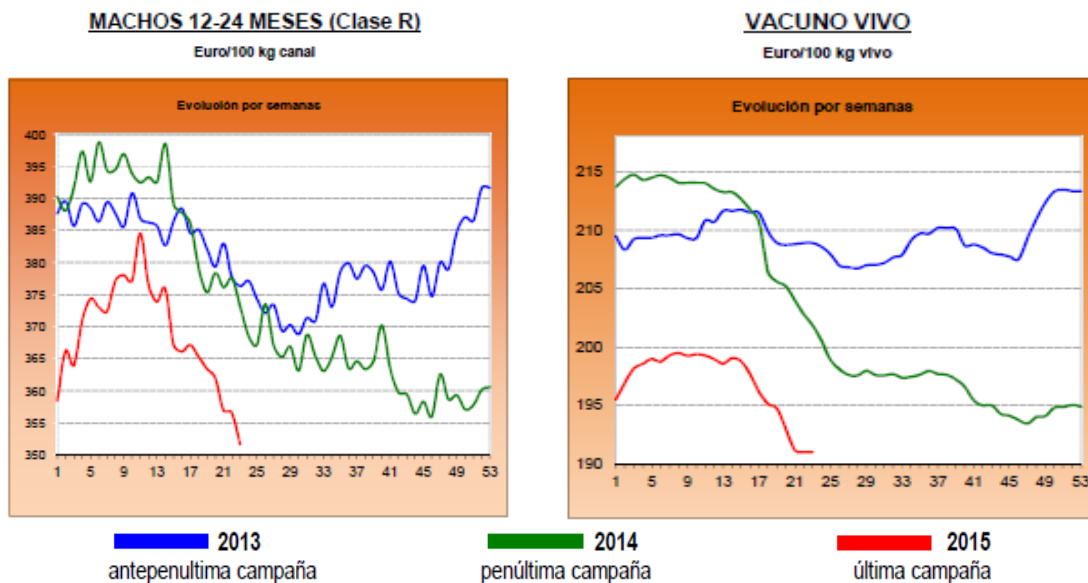 MACHOS 12-24 MESES (Clase R)
Euro/100 kg canal
Evolución por semanas
400
395
390
385
380
375
370
365
360
355
350
1 5 9 13 17 21 25 29 33 37 41 45 49 53
VACUNO VIVO
Euro/100 kg vivo
Evolución por semanas
215
210
205
200
195
190
1 5 9 13 17 21 25 29 33 37 41 45 49 53
2013
antepenultima campaña
2014
penúltima campaña
2015
última campaña